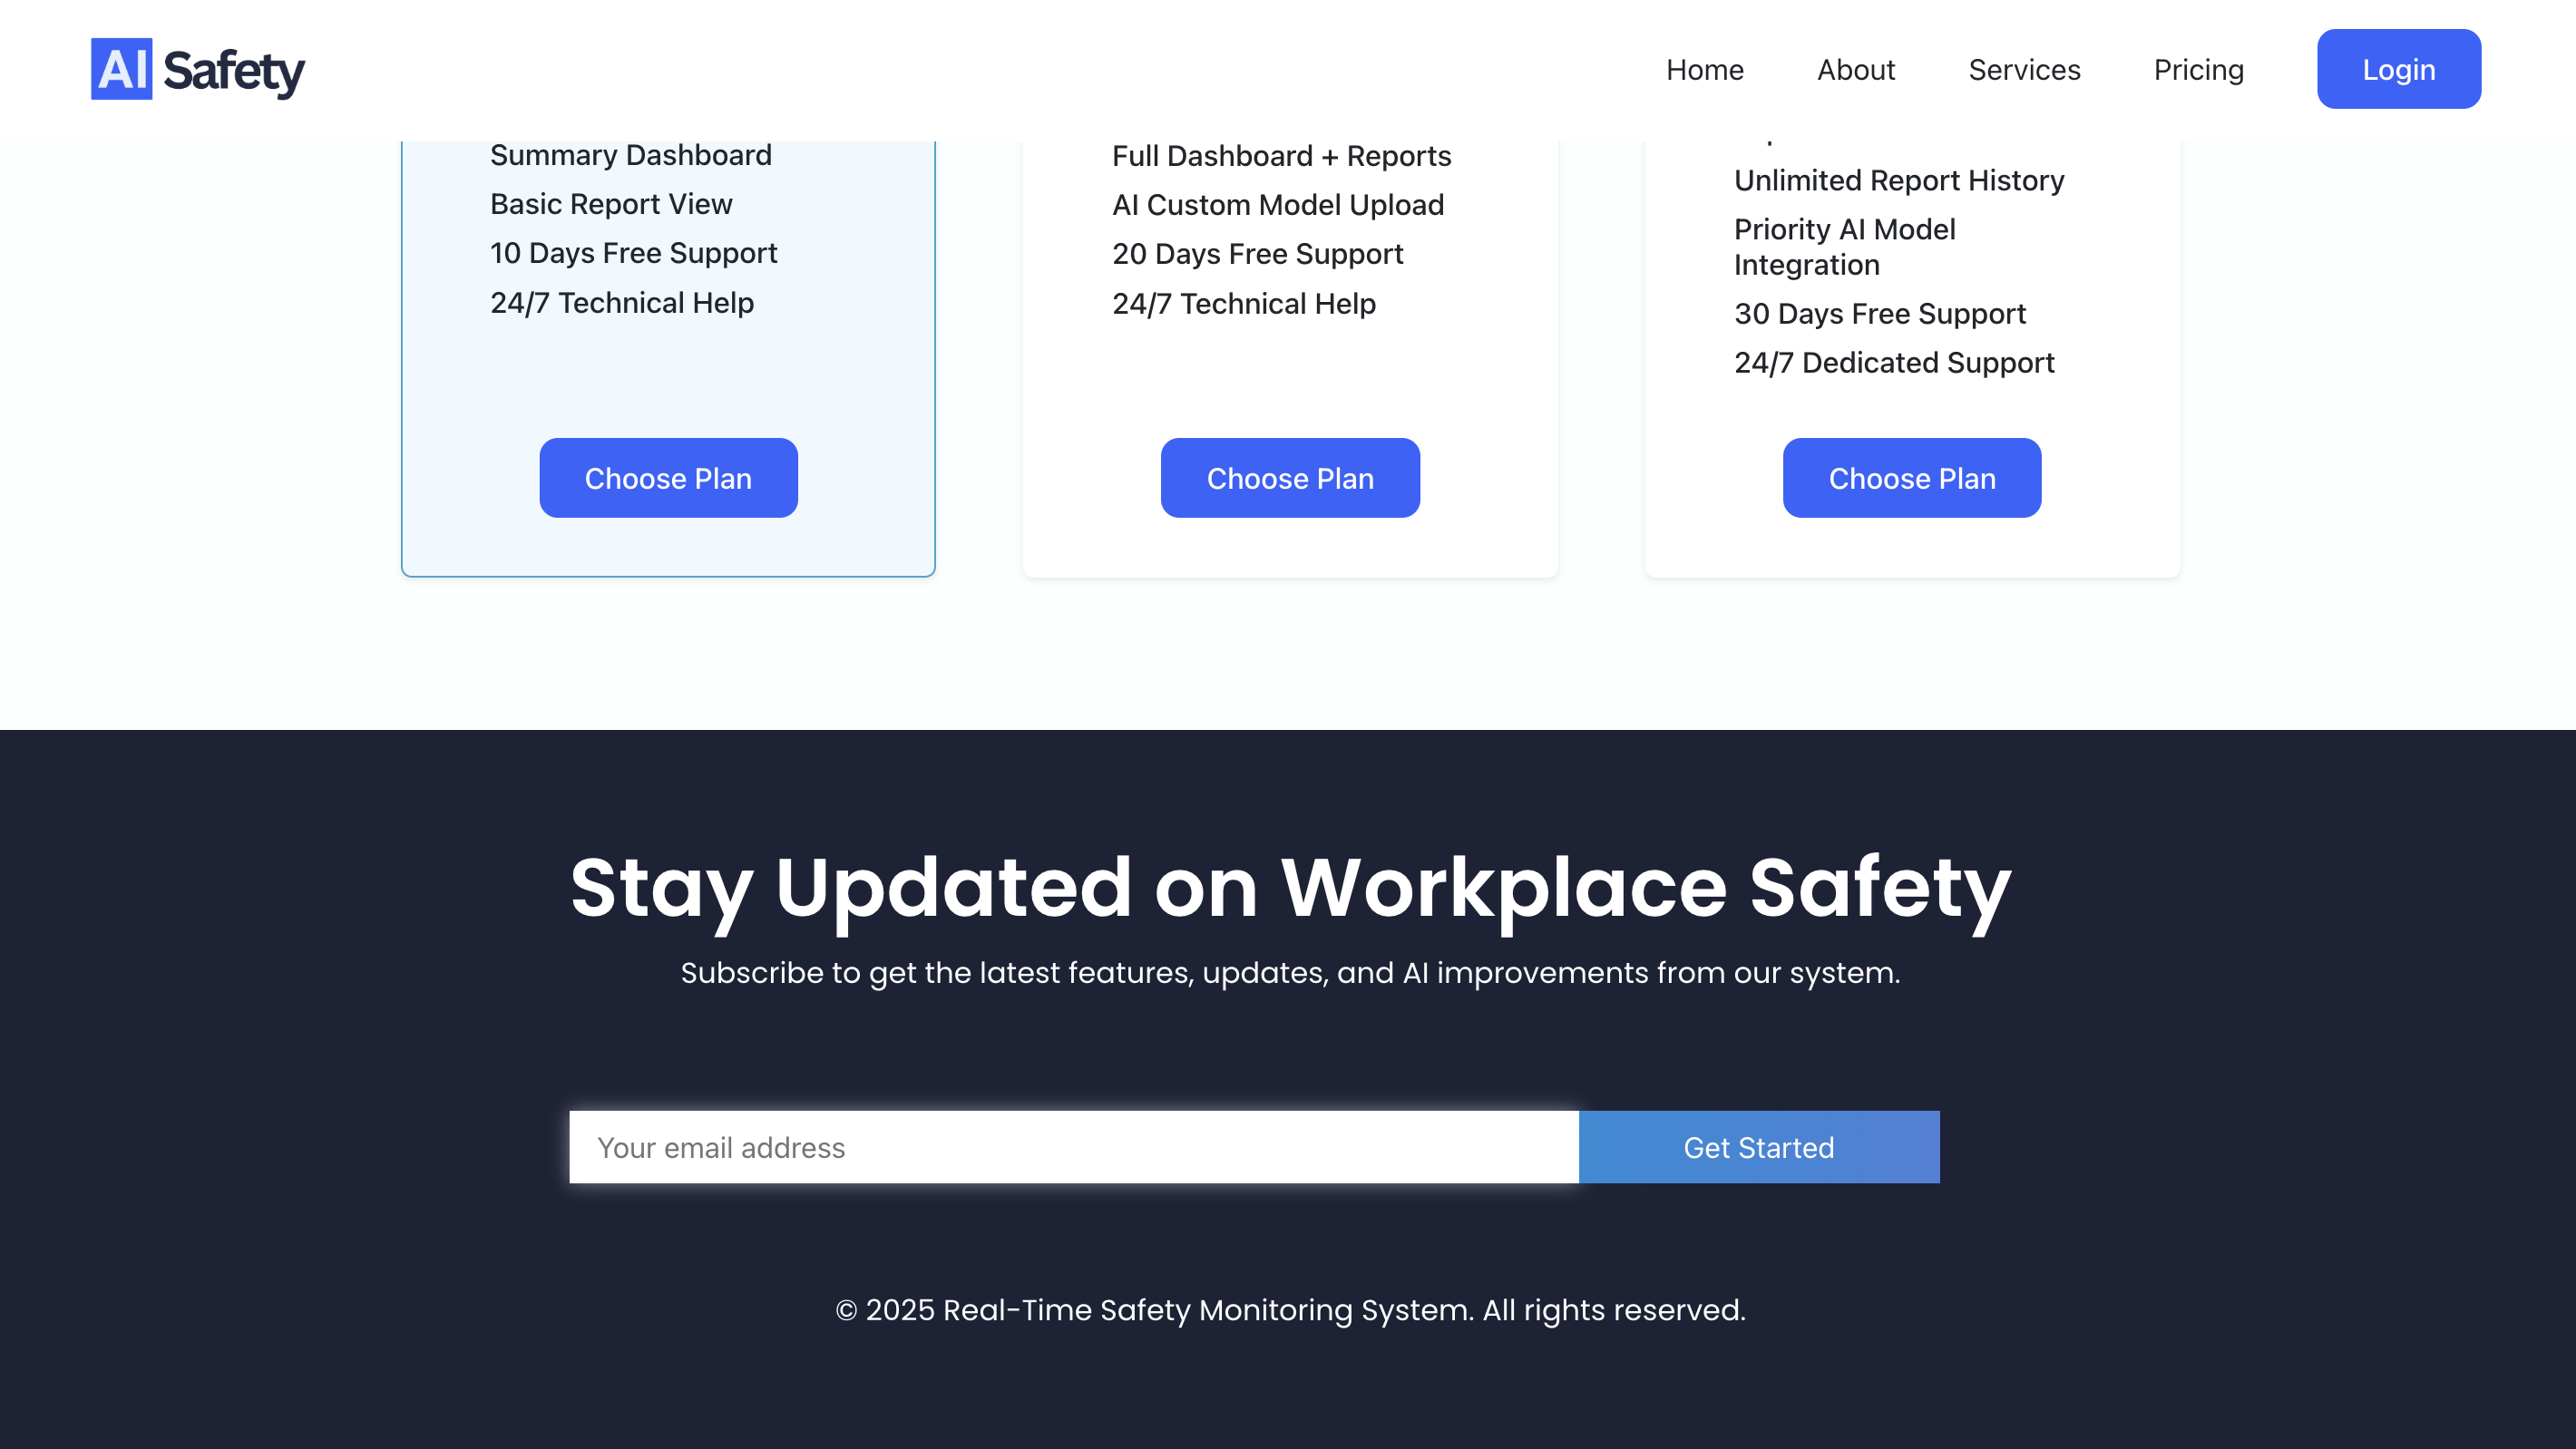 AI Safety
Home
About
Services
Pricing
Login
Summary Dashboard
Basic Report View
10 Days Free Support
24/7 Technical Help
Choose Plan
Full Dashboard + Reports
AI Custom Model Upload
20 Days Free Support
24/7 Technical Help
Choose Plan
Unlimited Report History
Priority AI Model
Integration
30 Days Free Support
24/7 Dedicated Support
Choose Plan
Stay Updated on Workplace Safety
Subscribe to get the latest features, updates, and AI improvements from our system.
Your email address
Get Started
© 2025 Real-Time Safety Monitoring System. All rights reserved.